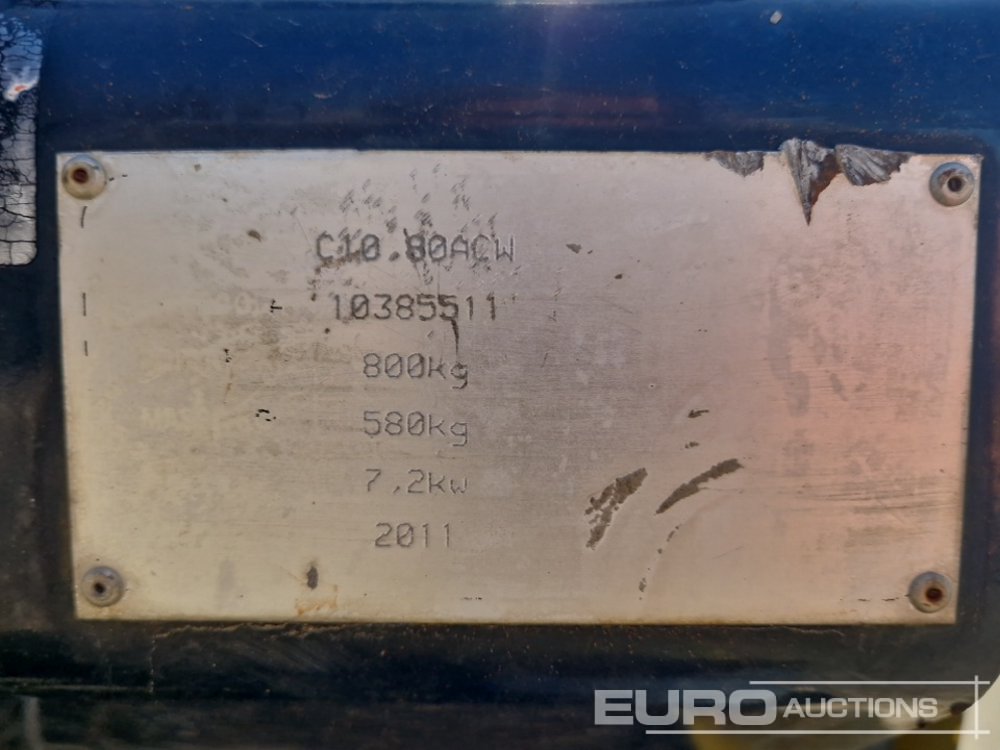 C10.80ACW
10385511
800kg
580kg
7.2kw
2011
EURO AUCTIONS